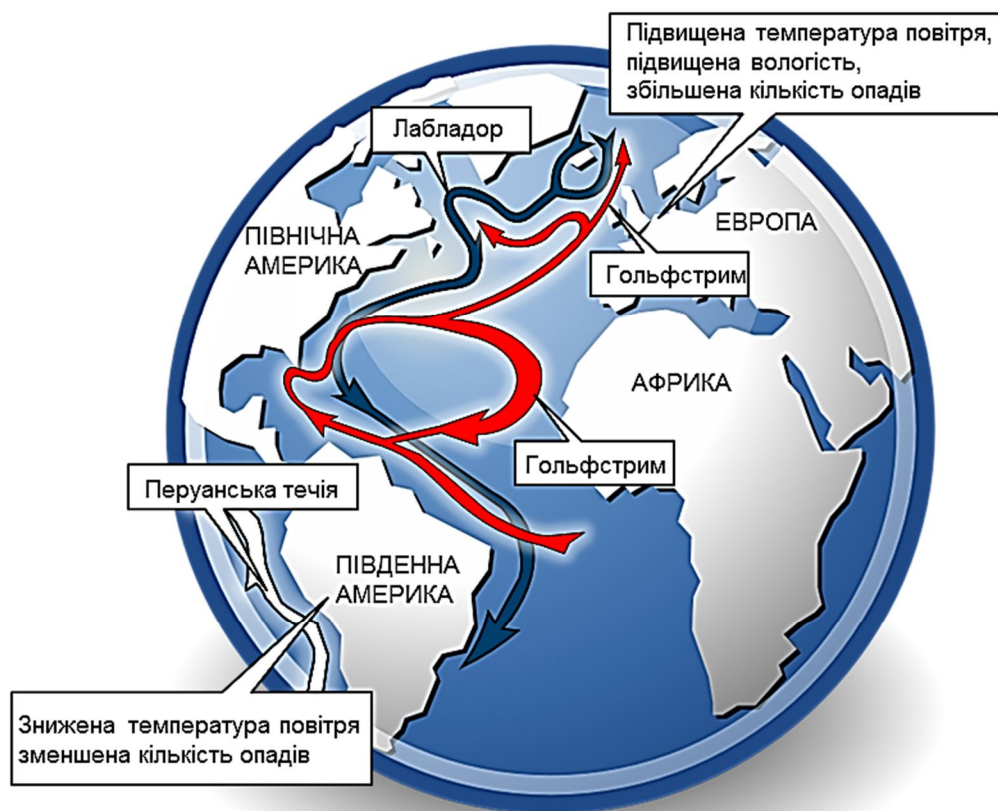 Підвищена температура повітря,
підвищена вологість,
збільшена кількість опадів
Лабладор
ПІВНІЧНА
АМЕРИКА
ЕВРОПА
Гольфстрим
АФРИКА
Гольфстрим
Перуанська течія
ПІВДЕННА
АМЕРИКА
Знижена температура повітря
зменшена кількість опадів